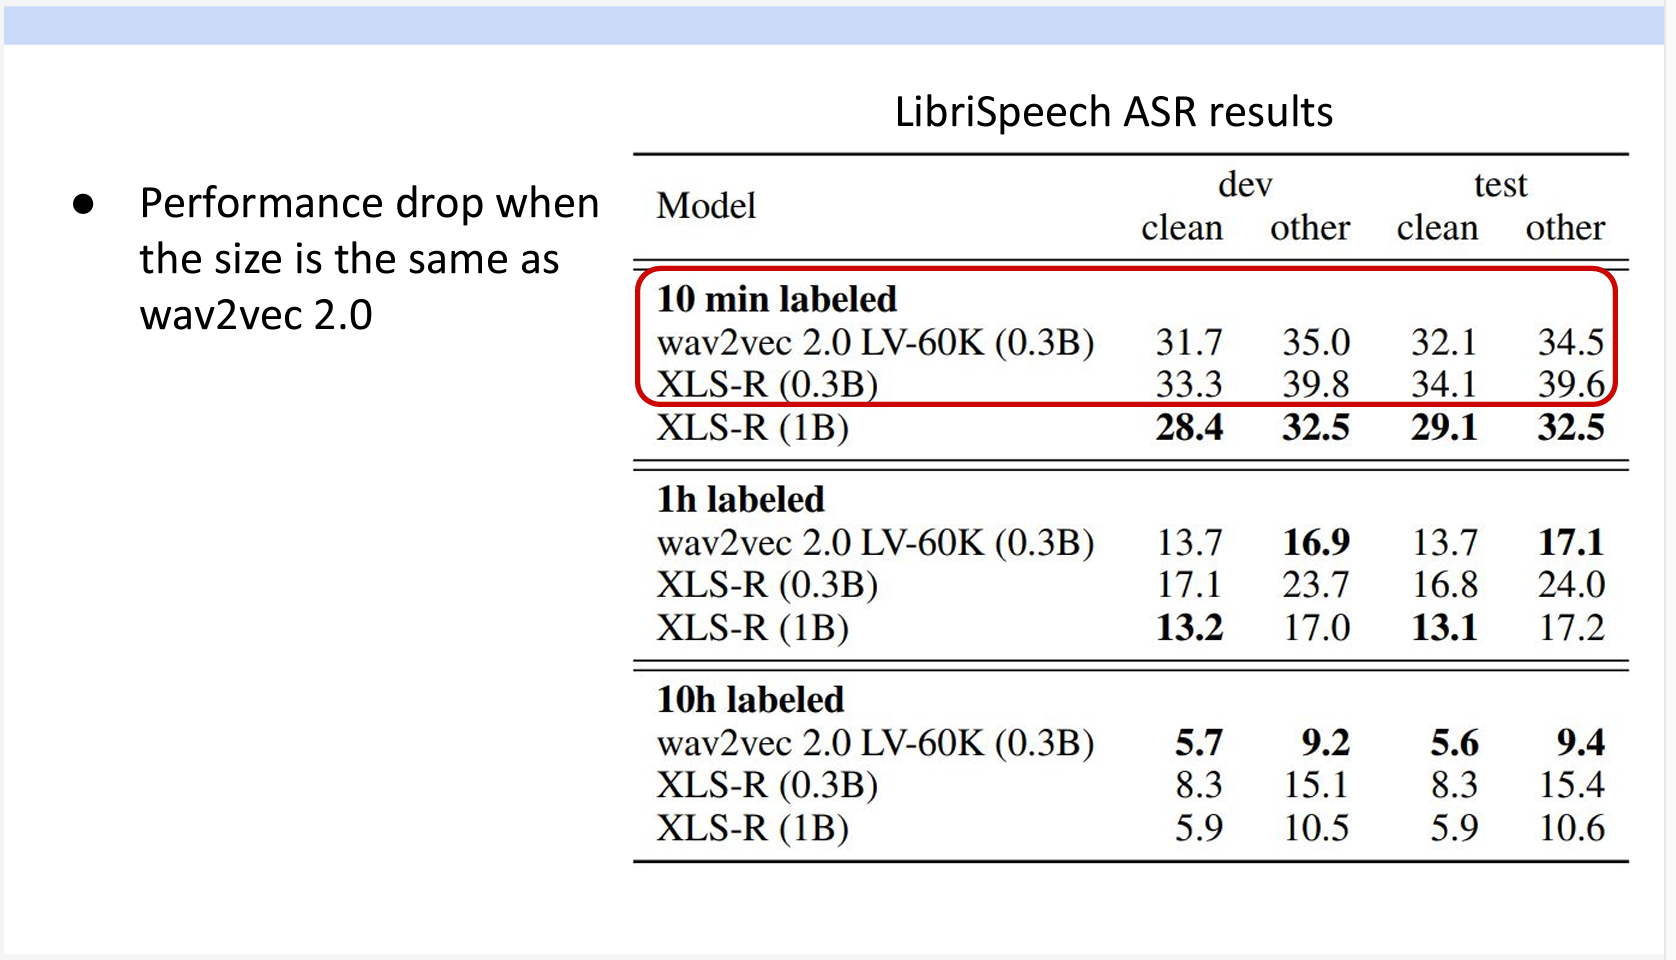 LibriSpeech ASR results
● Performance drop when
the size is the same as
wav2vec 2.0
Model dev test
clean other clean other
10 min labeled
wav2vec 2.0 LV-60K (0.3B) 31.7 35.0 32.1 34.5
XLS-R (0.3B) 33.3 39.8 34.1 39.6
XLS-R (1B) 28.4 32.5 29.1 32.5
1h labeled
wav2vec 2.0 LV-60K (0.3B) 13.7 16.9 13.7 17.1
XLS-R (0.3B) 17.1 23.7 16.8 24.0
XLS-R (1B) 13.2 17.0 13.1 17.2
10h labeled
wav2vec 2.0 LV-60K (0.3B) 5.7 9.2 5.6 9.4
XLS-R (0.3B) 8.3 15.1 8.3 15.4
XLS-R (1B) 5.9 10.5 5.9 10.6